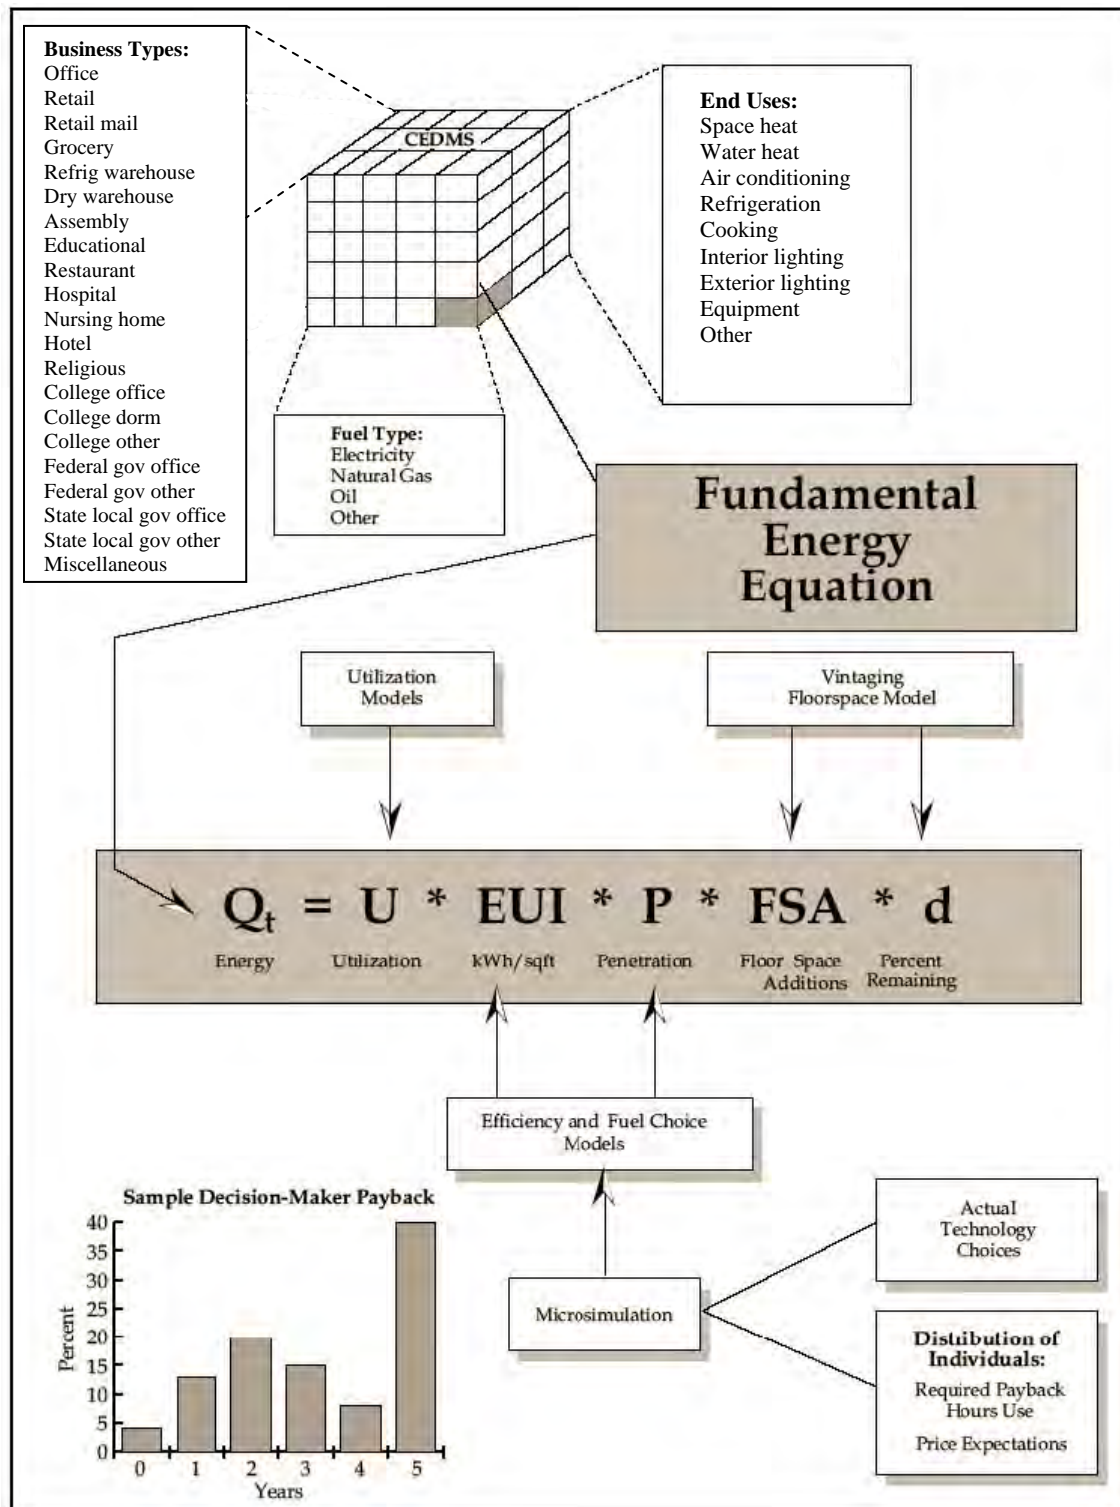 Business Types:
Office
Retail
Retail mail
Grocery
Refrig warehouse
Dry warehouse
Assembly
Educational
Restaurant
Hospital
Nursing home
Hotel
Religious
College office
College dorm
College other
Federal gov office
Federal gov other
State local gov office
State local gov other
Miscellaneous
CEDMS
End Uses:
Space heat
Water heat
Air conditioning
Refrigeration
Cooking
Interior lighting
Exterior lighting
Equipment
Other
Fuel Type:
Electricity
Natural Gas
Oil
Other
Fundamental
Energy
Equation
Utilization
Models
Vintaging
Floorspace Model
Qt = U * EUI * P * FSA * d
Energy Utilization kWh/sqft Penetration Floor Space Percent
Additions Remaining
Efficiency and Fuel Choice
Models
Sample Decision-Maker Payback
40
35
30
25
20
15
10
5
0
Percent
0 1 2 3 4 5
Years
Microsimulation
Actual
Technology
Choices
Distribution of
Individuals:
Required Payback
Hours Use
Price Expectations